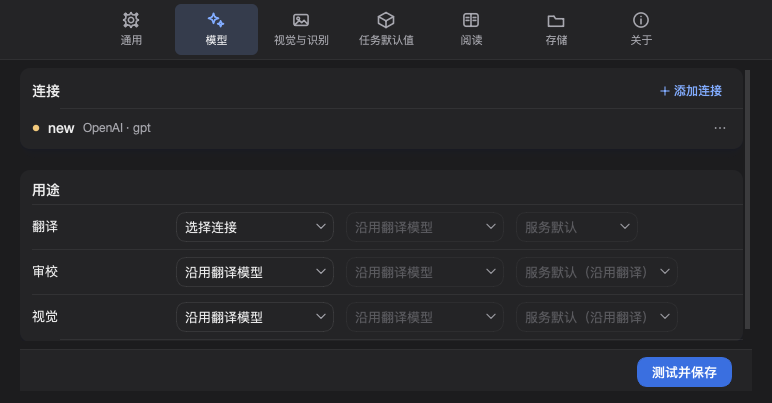 通用 模型 视觉与识别 任务默认值 阅读 存储 关于
连接 + 添加连接
new OpenAI · gpt ···
用途
翻译 选择连接 沿用翻译模型 服务默认
审校 沿用翻译模型 沿用翻译模型 服务默认（沿用翻译）
视觉 沿用翻译模型 沿用翻译模型 服务默认（沿用翻译）
测试并保存